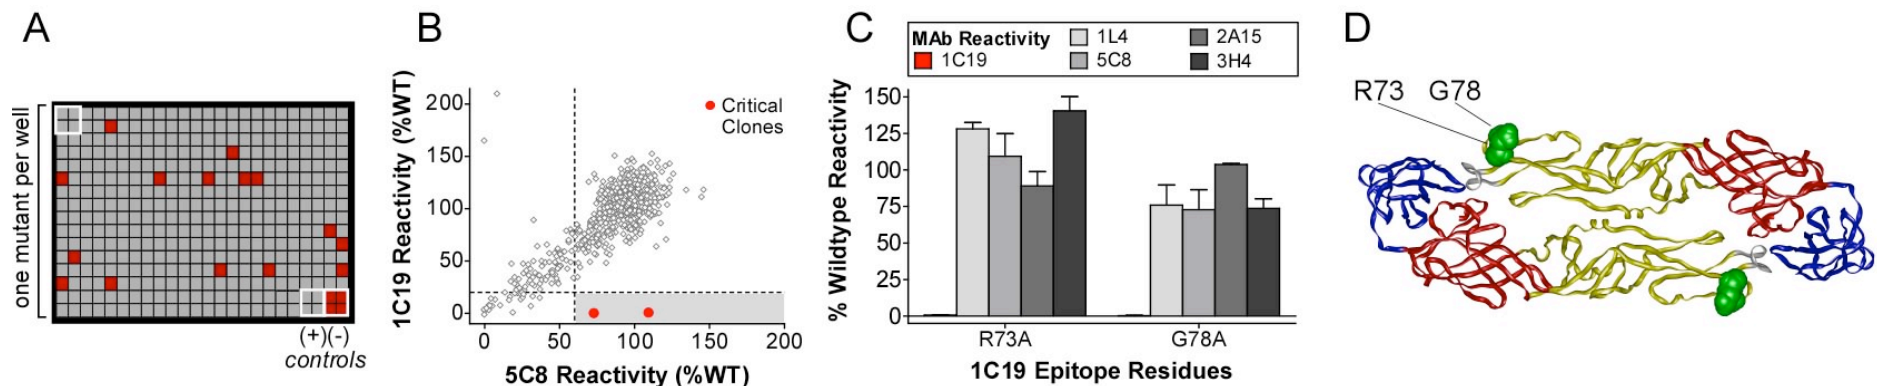 A
one mutant per well
(+)(-)
controls
B
1C19 Reactivity (%WT)
200
150
100
50
0
Critical
Clones
0 50 100 150 200
5C8 Reactivity (%WT)
C
MAb Reactivity
1C19
1L4
5C8
2A15
3H4
% Wildtype Reactivity
150
125
100
75
50
25
0
R73A G78A
1C19 Epitope Residues
D
R73 G78